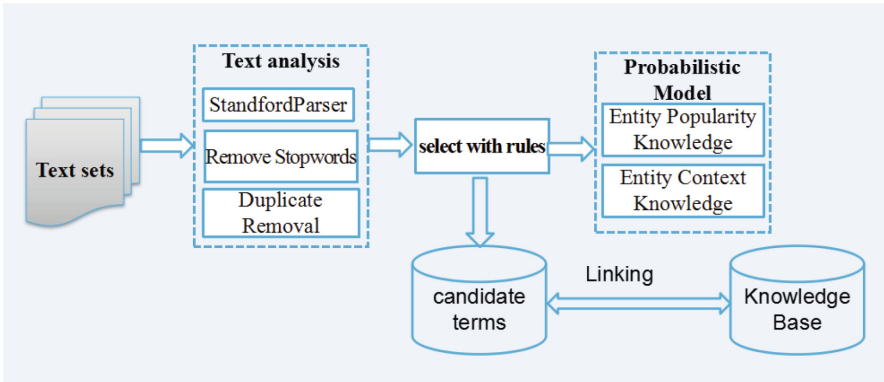 Text sets
Text analysis
StandfordParser
Remove Stopwords
Duplicate
Removal
select with rules
Probabilistic
Model
Entity Popularity
Knowledge
Entity Context
Knowledge
candidate
terms
Linking
Knowledge
Base